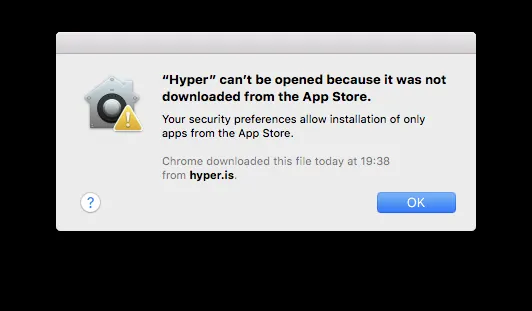 “Hyper” can’t be opened because it was not
downloaded from the App Store.
Your security preferences allow installation of only
apps from the App Store.
Chrome downloaded this file today at 19:38
from hyper.is.
?
OK